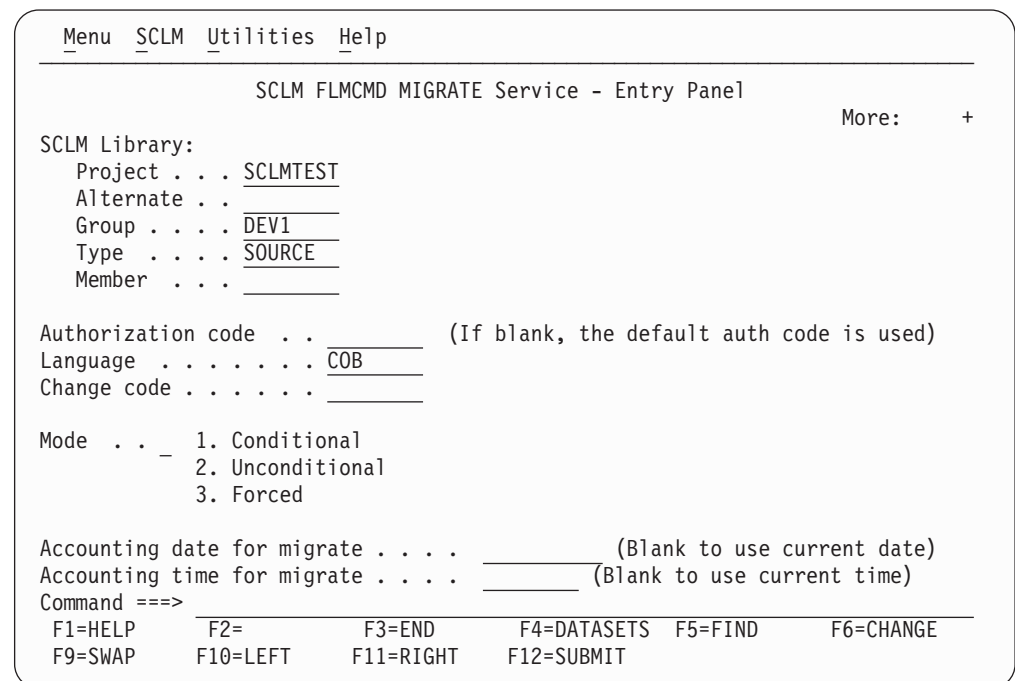 Menu SCLM Utilities Help
SCLM FLMCMD MIGRATE Service - Entry Panel
More: +
SCLM Library:
Project . . . SCLMTEST
Alternate . .
Group . . . . DEV1
Type . . . . SOURCE
Member . . .
Authorization code . . (If blank, the default auth code is used)
Language . . . . . . . COB
Change code . . . . . .
Mode . . _ 1. Conditional
2. Unconditional
3. Forced
Accounting date for migrate . . . . (Blank to use current date)
Accounting time for migrate . . . . (Blank to use current time)
Command ===>
F1=HELP F2= F3=END F4=DATASETS F5=FIND F6=CHANGE
F9=SWAP F10=LEFT F11=RIGHT F12=SUBMIT